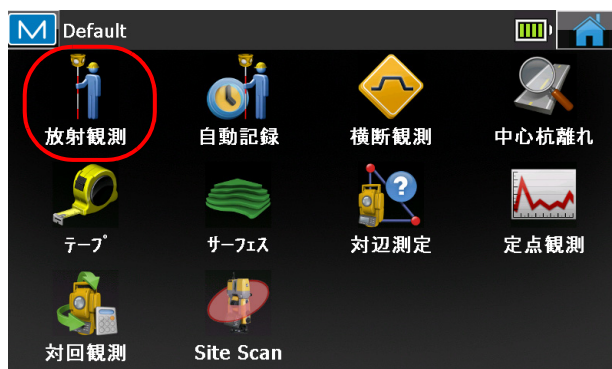 M Default
放射観測 自動記録 横断観測 中心杭離れ
テープ サーフェス 対辺測定 定点観測
対回観測 Site Scan